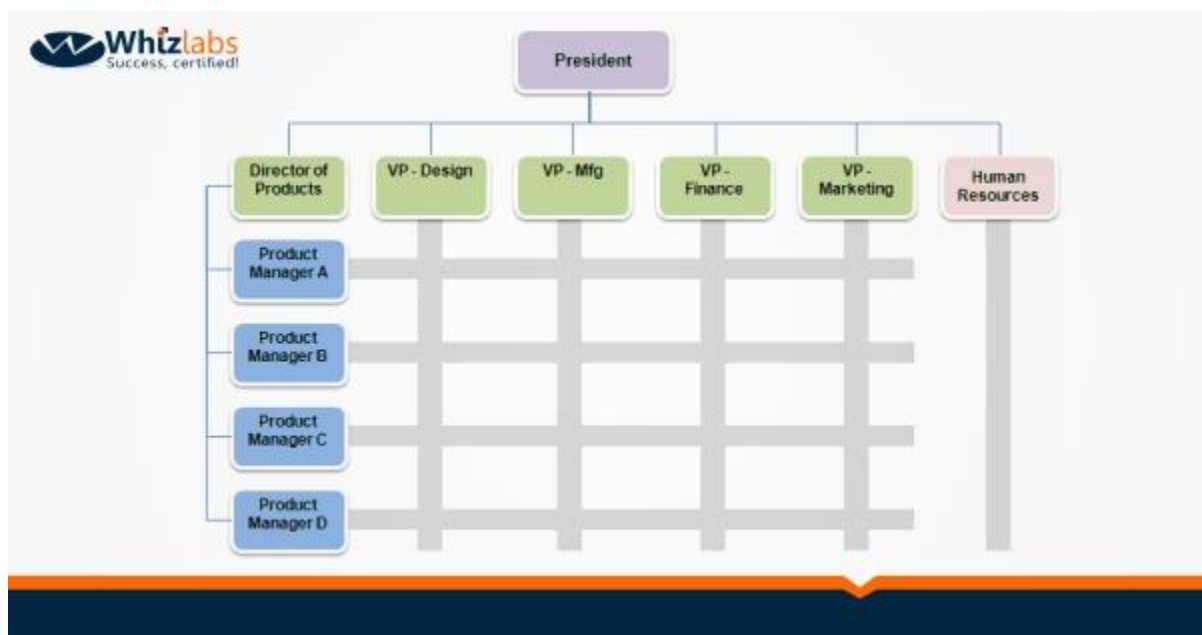 Whizlabs
Success, certified!
President
Director of
Products
VP - Design
VP - Mfg
VP -
Finance
VP -
Marketing
Human
Resources
Product
Manager A
Product
Manager B
Product
Manager C
Product
Manager D